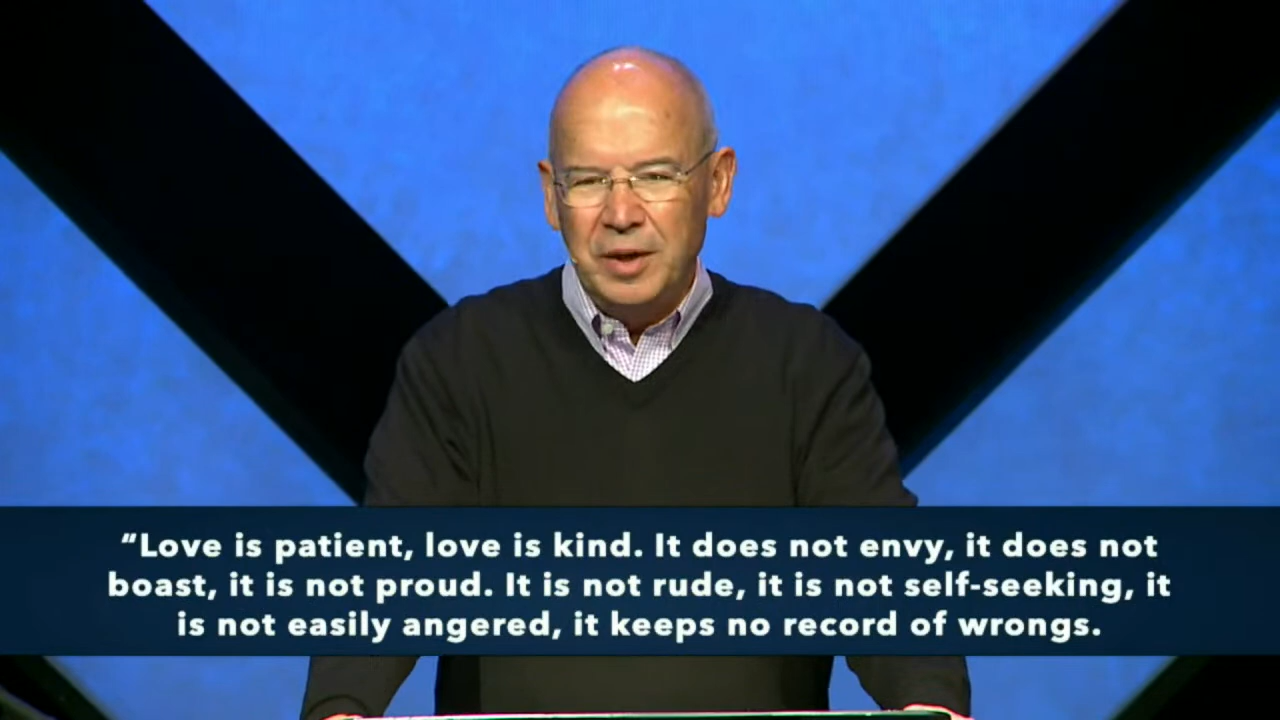 “Love is patient, love is kind. It does not envy, it does not
boast, it is not proud. It is not rude, it is not self-seeking, it
is not easily angered, it keeps no record of wrongs.